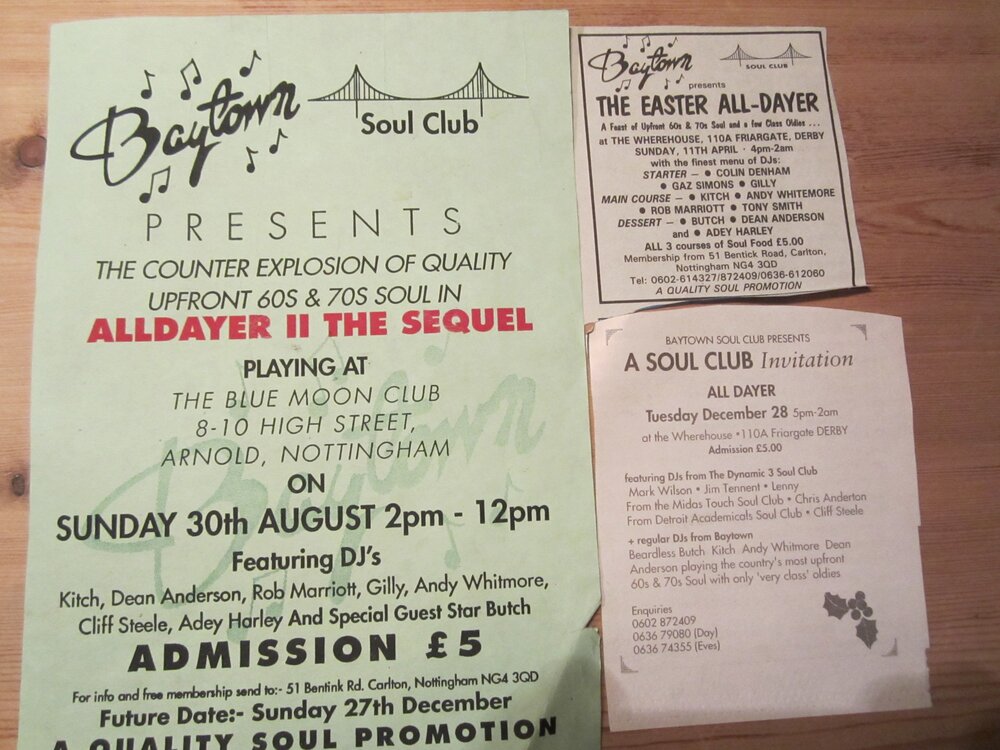 Baytown
Soul Club
PRESENTS
THE COUNTER EXPLOSION OF QUALITY
UPFRONT 60S & 70S SOUL IN
ALLDAYER II THE SEQUEL
PLAYING AT
THE BLUE MOON CLUB
8-10 HIGH STREET,
ARNOLD, NOTTINGHAM
ON
SUNDAY 30th AUGUST 2pm - 12pm
Featuring DJ's
Kitch, Dean Anderson, Rob Marriott, Gilly, Andy Whitmore,
Cliff Steele, Adey Harley And Special Guest Star Butch
ADMISSION £5
For info and free membership send to:- 51 Bentink Rd. Carlton, Nottingham NG4 3QD
Future Date:- Sunday 27th December
A QUALITY SOUL PROMOTION
Baytown
Baytown
SOUL CLUB
presents
THE EASTER ALL-DAYER
A Feast of Upfront 60s & 70s Soul and a few Class Oldies ...
at THE WHEREHOUSE, 110A FRIARGATE, DERBY
SUNDAY, 11TH APRIL · 4pm-2am
with the finest menu of DJs:
STARTER — • COLIN DENHAM
• GAZ SIMONS • GILLY
MAIN COURSE — • KITCH • ANDY WHITEMORE
• ROB MARRIOTT • TONY SMITH
DESSERT — • BUTCH • DEAN ANDERSON
and • ADEY HARLEY
ALL 3 courses of Soul Food £5.00
Membership from 51 Bentick Road, Carlton,
Nottingham NG4 3QD
Tel: 0602-614327/872409/0636-612060
A QUALITY SOUL PROMOTION
BAYTOWN SOUL CLUB PRESENTS
A SOUL CLUB Invitation
ALL DAYER
Tuesday December 28 5pm-2am
at the Wherehouse • 110A Friargate DERBY
Admission £5.00
featuring DJs from The Dynamic 3 Soul Club
Mark Wilson • Jim Tennent • Lenny
From the Midas Touch Soul Club • Chris Anderton
From Detroit Academicals Soul Club • Cliff Steele
+ regular DJs from Baytown
Beardless Butch Kitch Andy Whitmore Dean
Anderson playing the country's most upfront
60s & 70s Soul with only 'very class' oldies
Enquiries
0602 872409
0636 79080 (Day)
0636 74355 (Eves)